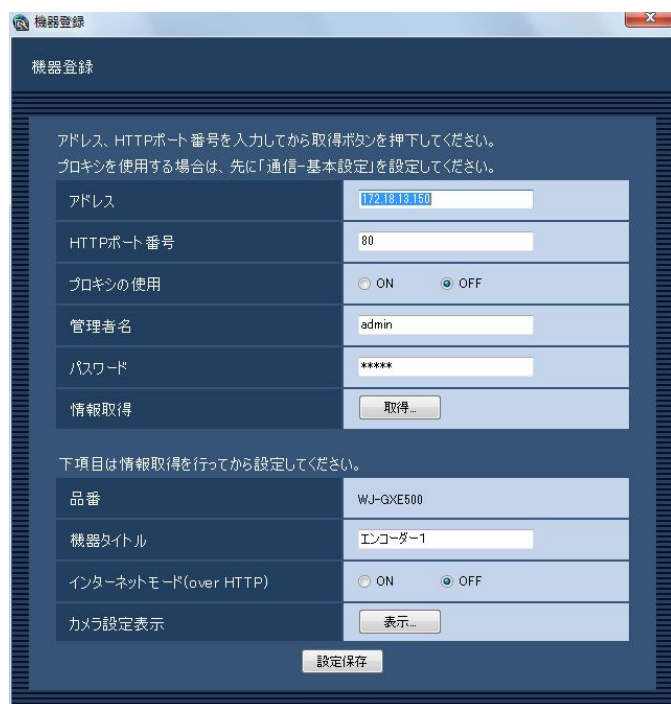 機器登録
機器登録
アドレス、HTTPポート番号を入力してから取得ボタンを押下してください。
プロキシを使用する場合は、先に「通信-基本設定」を設定してください。
アドレス 172.18.13.150
HTTPポート番号 80
プロキシの使用 ON OFF
管理者名 admin
パスワード *****
情報取得 取得...
下項目は情報取得を行ってから設定してください。
品番 WJ-GXE500
機器タイトル エンコーダー1
インターネットモード(over HTTP) ON OFF
カメラ設定表示 表示...
設定保存